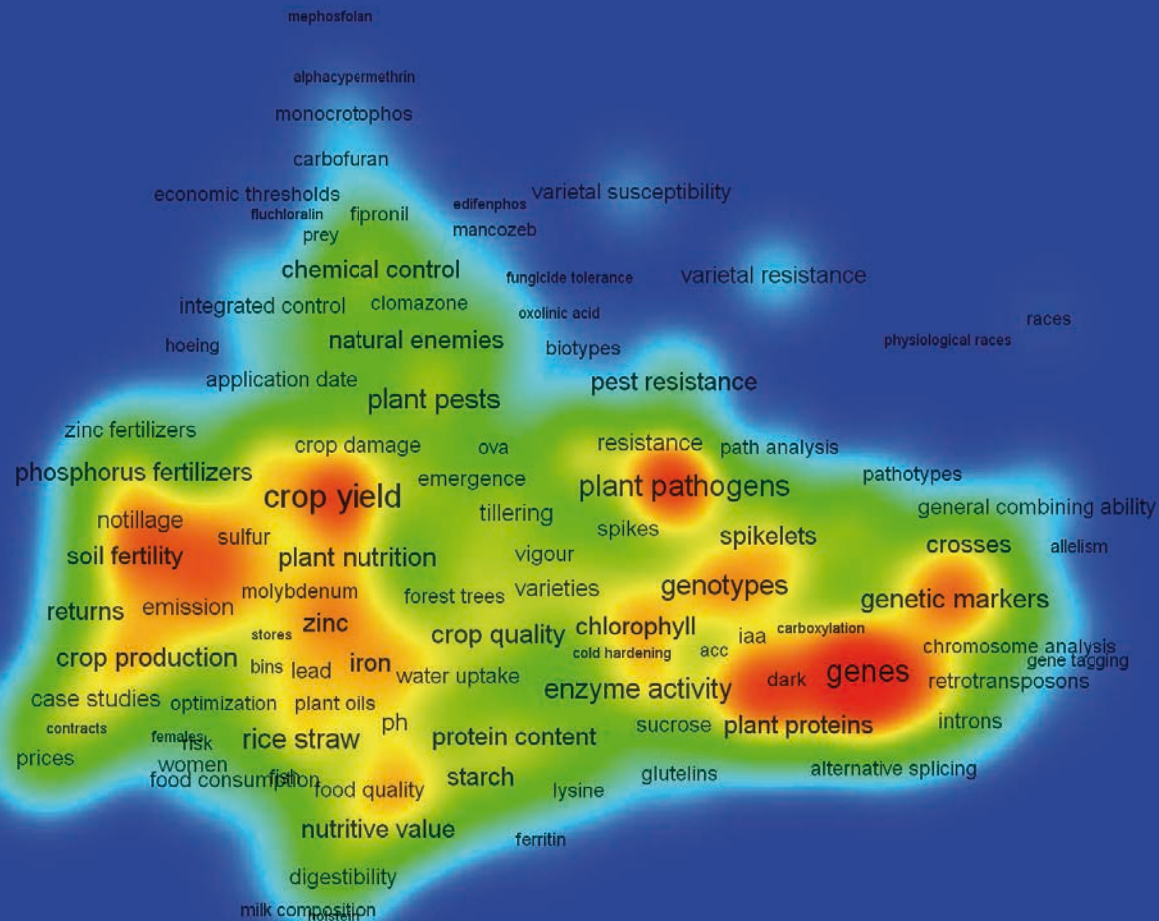 mephosfolan
alphacypermethrin
monocrotophos
carbofuran
economic thresholds
varietal susceptibility
edifenphos
fluchloralin
fipronil
mancozeb
prey
chemical control
fungicide tolerance
varietal resistance
integrated control
clomazone
oxolinic acid
races
natural enemies
physiological races
hoeing
biotypes
application date
pest resistance
plant pests
zinc fertilizers
crop damage
ova
resistance
path analysis
phosphorus fertilizers
emergence
pathotypes
crop yield
plant pathogens
general combining ability
notillage
tillering
sulfur
spikes
spikelets
crosses
allelism
soil fertility
plant nutrition
vigour
molybdenum
forest trees
varieties
genotypes
genetic markers
returns
emission
zinc
stores
crop quality
chlorophyll
iaa
carboxylation
chromosome analysis
crop production
bins
lead
iron
water uptake
cold hardening
acc
gene tagging
genes
dark
retrotransposons
enzyme activity
case studies
optimization
plant oils
ph
sucrose
plant proteins
introns
contracts
females
risk
rice straw
protein content
prices
women
food consumption
fish
food quality
starch
lysine
glutelins
alternative splicing
nutritive value
ferritin
digestibility
milk composition
holstein